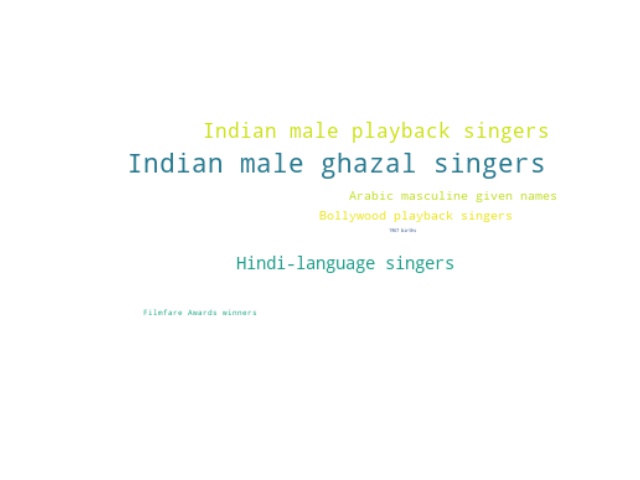 Indian male playback singers
Indian male ghazal singers
Arabic masculine given names
Bollywood playback singers
births
Hindi-language singers
Filmfare Awards winners